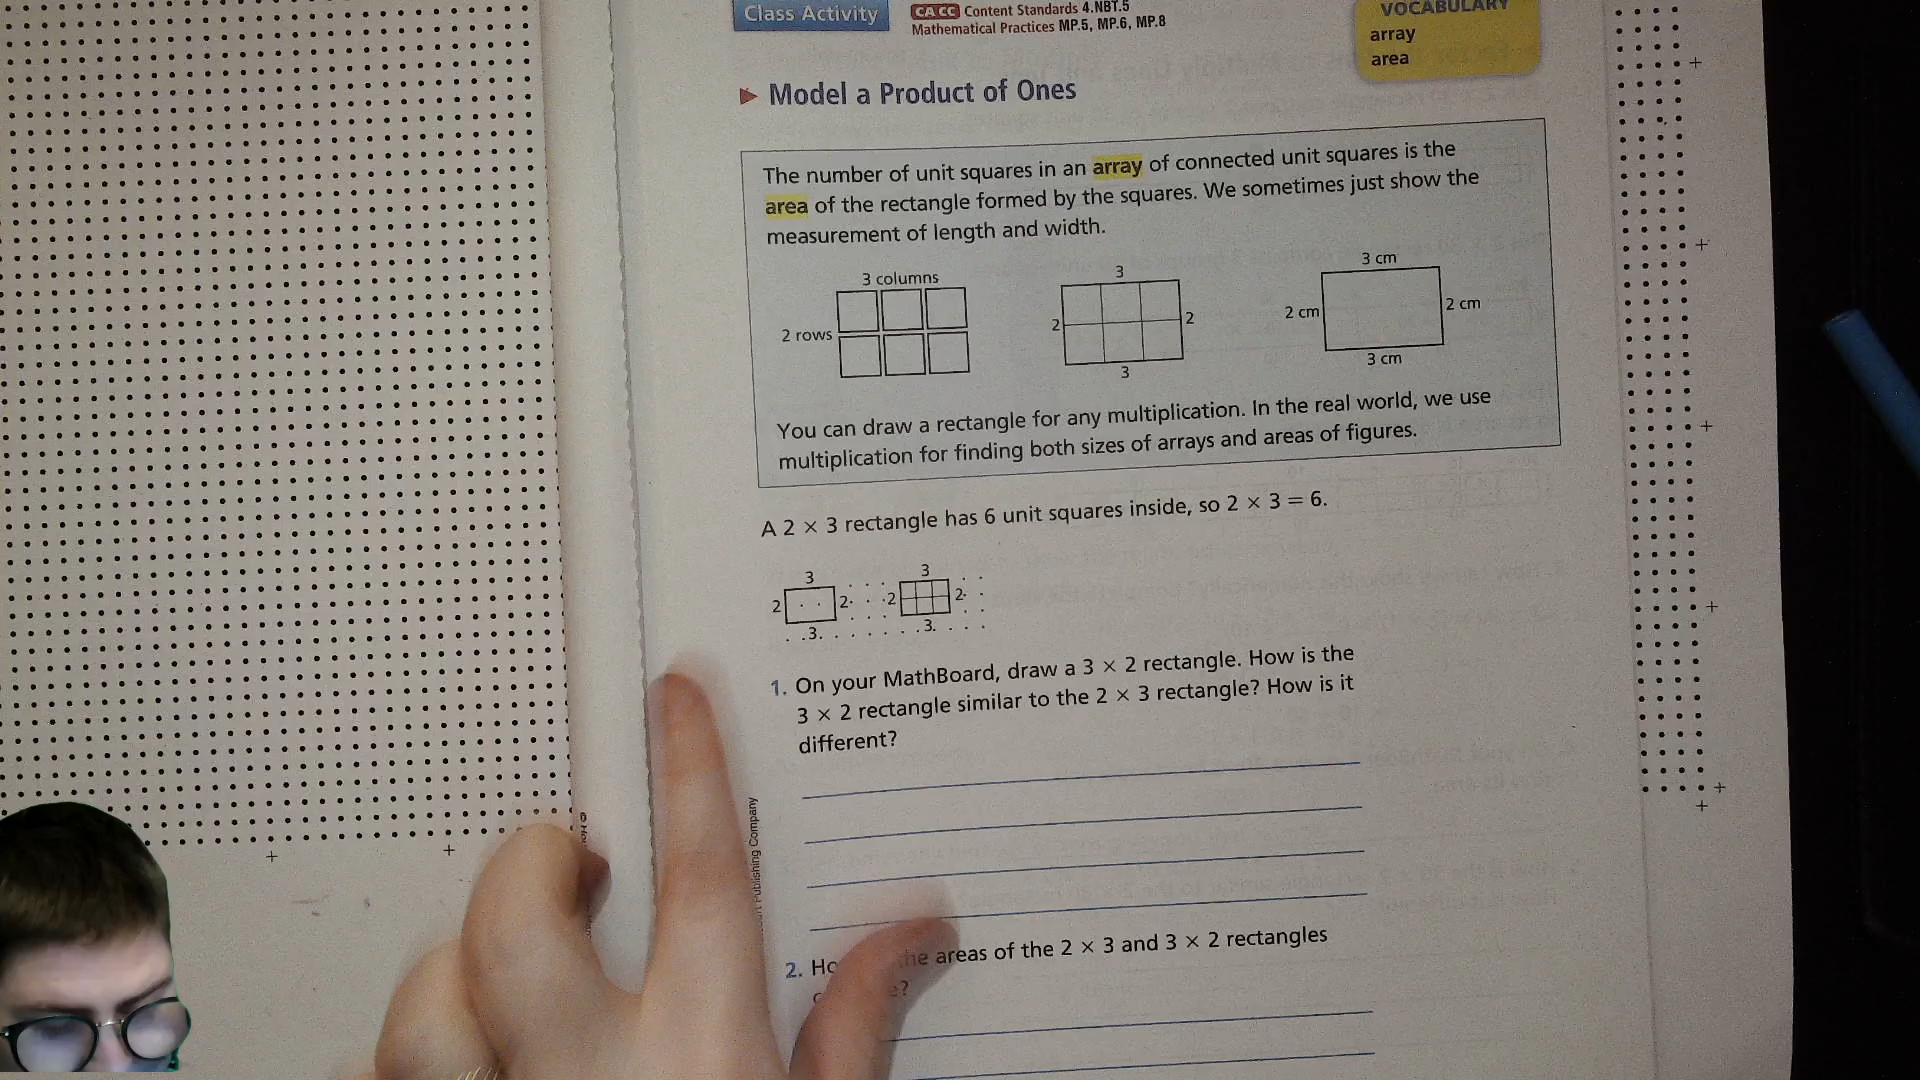 Class Activity
CA CC Content Standards 4.NBT.5
Mathematical Practices MP.5, MP.6, MP.8
VOCABULARY
array
area
Model a Product of Ones
The number of unit squares in an array of connected unit squares is the
area of the rectangle formed by the squares. We sometimes just show the
measurement of length and width.
3 columns
2 rows
3
2
2
3
3 cm
2 cm
2 cm
3 cm
You can draw a rectangle for any multiplication. In the real world, we use
multiplication for finding both sizes of arrays and areas of figures.
A 2 × 3 rectangle has 6 unit squares inside, so 2 × 3 = 6.
3
2
2
3
3
2
2
3
1. On your MathBoard, draw a 3 × 2 rectangle. How is the
3 × 2 rectangle similar to the 2 × 3 rectangle? How is it
different?
Publishing Company
2. areas of the 2 × 3 and 3 × 2 rectangles